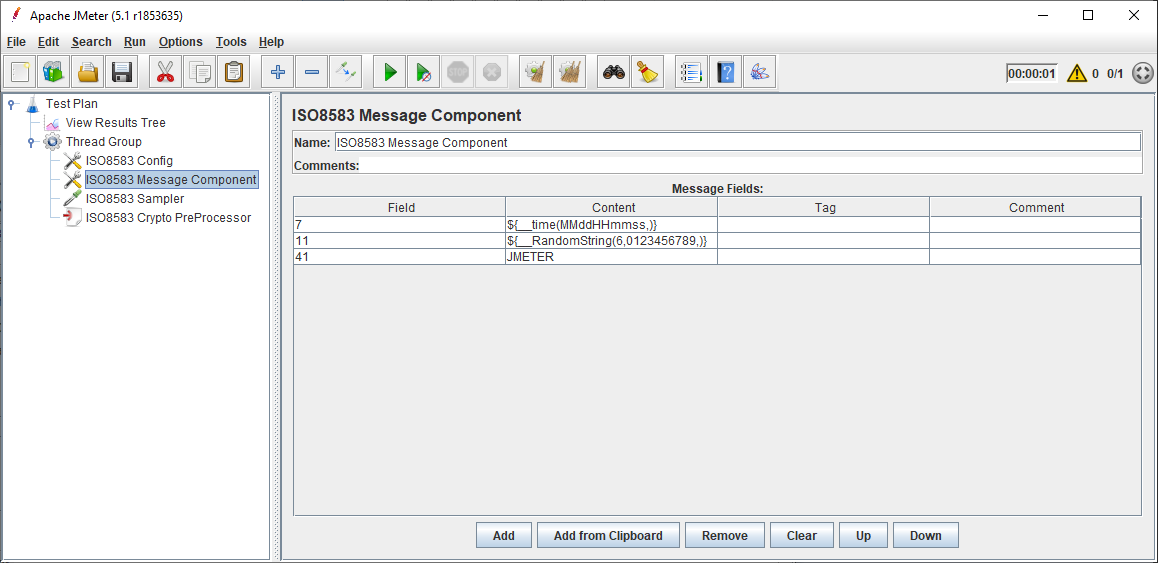 Apache JMeter (5.1 r1853635)
File Edit Search Run Options Tools Help
STOP 00:00:01 0 0/1
Test Plan
View Results Tree
Thread Group
ISO8583 Config
ISO8583 Message Component
ISO8583 Sampler
ISO8583 Crypto PreProcessor
ISO8583 Message Component
Name: ISO8583 Message Component
Comments:
Message Fields:
Field Content Tag Comment
7 ${__time(MMddHHmmss,)}
11 ${__RandomString(6,0123456789,)}
41 JMETER
Add Add from Clipboard Remove Clear Up Down